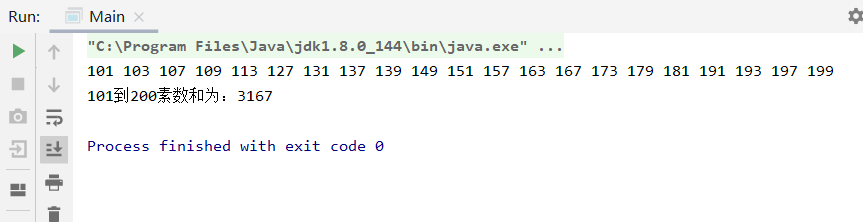 Run: Main
"C:\Program Files\Java\jdk1.8.0_144\bin\java.exe" ...
101 103 107 109 113 127 131 137 139 149 151 157 163 167 173 179 181 191 193 197 199
101到200素数和为：3167
Process finished with exit code 0